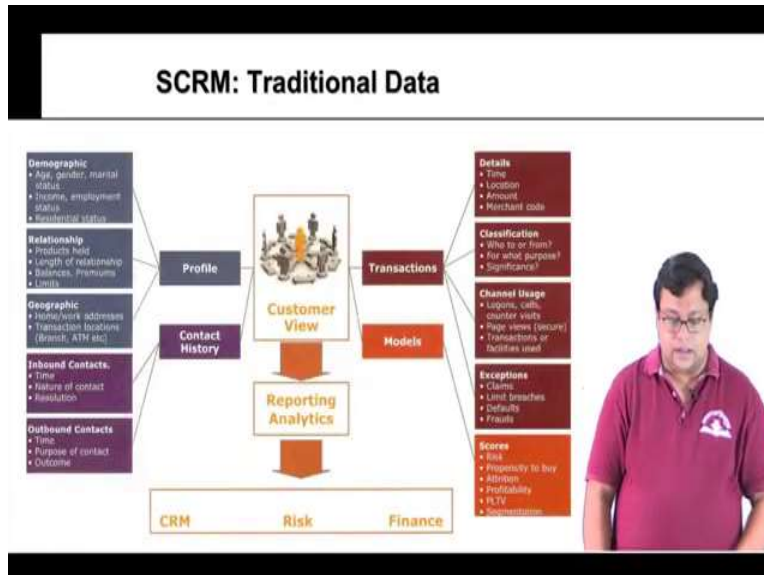 SCRM: Traditional Data
Demographic
• Age, gender, marital
status
• Income, employment
status
• Residential status
Relationship
• Products held
• Length of relationship
• Balances, Premiums
• Limits
Geographic
• Home/work addresses
• Transaction locations
(Branch, ATM etc)
Inbound Contacts.
• Time
• Nature of contact
• Resolution
Outbound Contacts
• Time
• Purpose of contact
• Outcome
Profile
Contact
History
Customer
View
Reporting
Analytics
CRM Risk Finance
Transactions
Models
Details
• Time
• Location
• Amount
• Merchant code
Classification
• Who to or from?
• For what purpose?
• Significance?
Channel Usage
• Logons, calls,
counter visits
• Page views (secure)
• Transactions or
facilities used
Exceptions
• Claims
• Limit breaches
• Defaults
• Frauds
Scores
• Risk
• Propensity to buy
• Attrition
• Profitability
• PLTV
• Segmentation